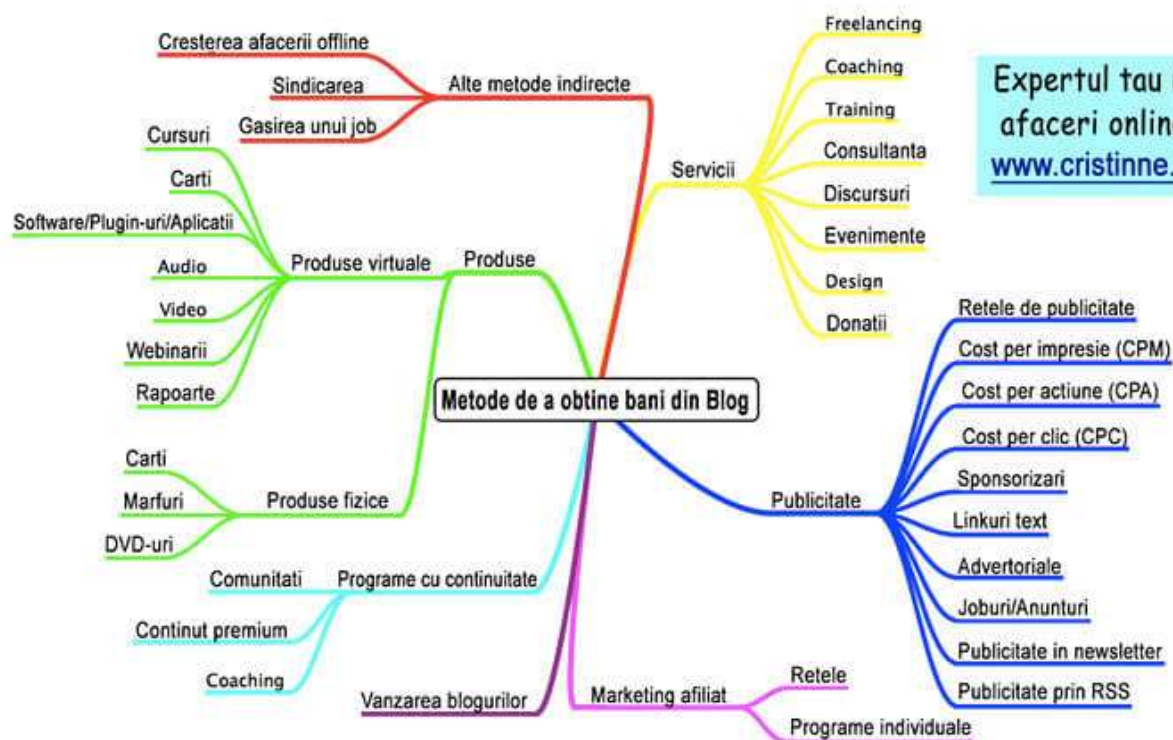 Metode de a obtine bani din Blog
Alte metode indirecte
Cresterea afacerii offline
Sindicarea
Gasirea unui job
Produse
Produse virtuale
Cursuri
Carti
Software/Plugin-uri/Aplicatii
Audio
Video
Webinarii
Rapoarte
Produse fizice
Carti
Marfuri
DVD-uri
Programe cu continuitate
Comunitati
Continut premium
Coaching
Vanzarea blogurilor
Marketing afiliat
Retele
Programe individuale
Servicii
Freelancing
Coaching
Training
Consultanta
Discursuri
Evenimente
Design
Donatii
Publicitate
Retele de publicitate
Cost per impresie (CPM)
Cost per actiune (CPA)
Cost per clic (CPC)
Sponsorizari
Linkuri text
Advertoriale
Joburi/Anunturi
Publicitate in newsletter
Publicitate prin RSS
Expertul tau
afaceri online
www.cristinne.